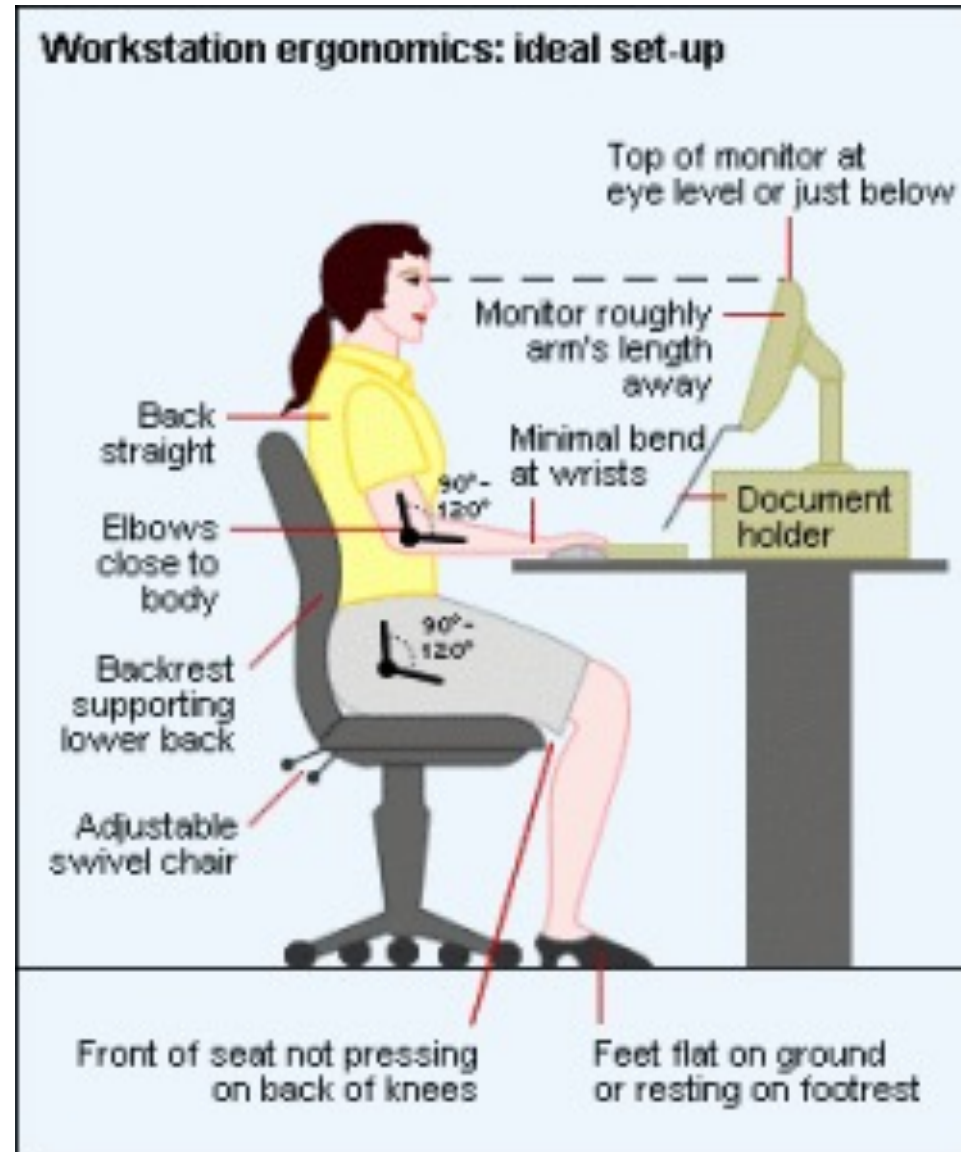 Workstation ergonomics: ideal set-up
Top of monitor at
eye level or just below
Monitor roughly
arm's length
away
Back
straight
Minimal bend
at wrists
90°-
120°
Document
holder
Elbows
close to
body
90°-
120°
Backrest
supporting
lower back
Adjustable
swivel chair
Front of seat not pressing
on back of knees
Feet flat on ground
or resting on footrest